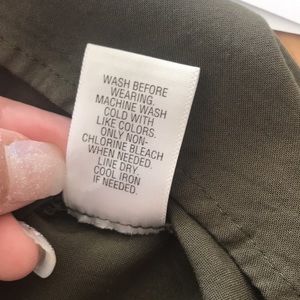 WASH BEFORE
WEARING.
MACHINE WASH
COLD WITH
LIKE COLORS.
ONLY NON-
CHLORINE BLEACH
WHEN NEEDED.
LINE DRY.
COOL IRON
IF NEEDED.